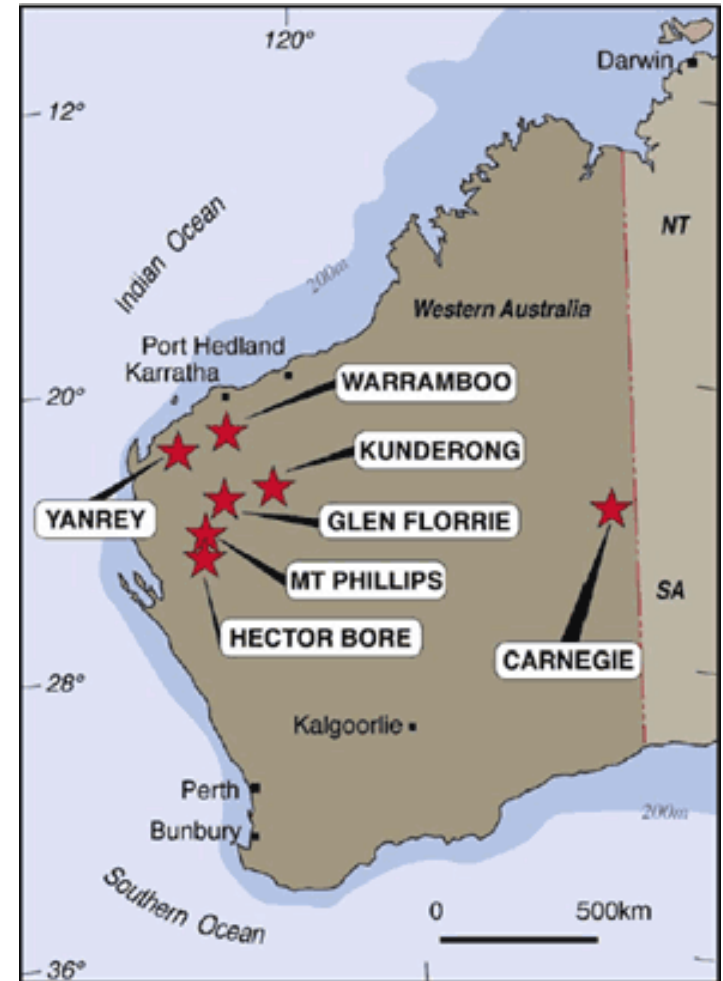 120°
Darwin
12°
NT
Indian Ocean
200m
Western Australia
Port Hedland
Karratha
WARRAMBOO
20°
KUNDERONG
YANREY
GLEN FLORRIE
MT PHILLIPS
SA
HECTOR BORE
CARNEGIE
28°
Kalgoorlie
Perth
200m
Bunbury
Southern Ocean
0 500km
36°